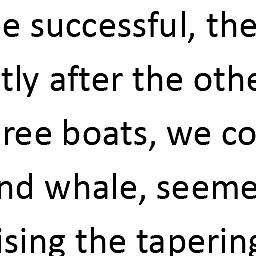 e successful, the
tly after the othe
ree boats, we co
nd whale, seeme
ising the tapering